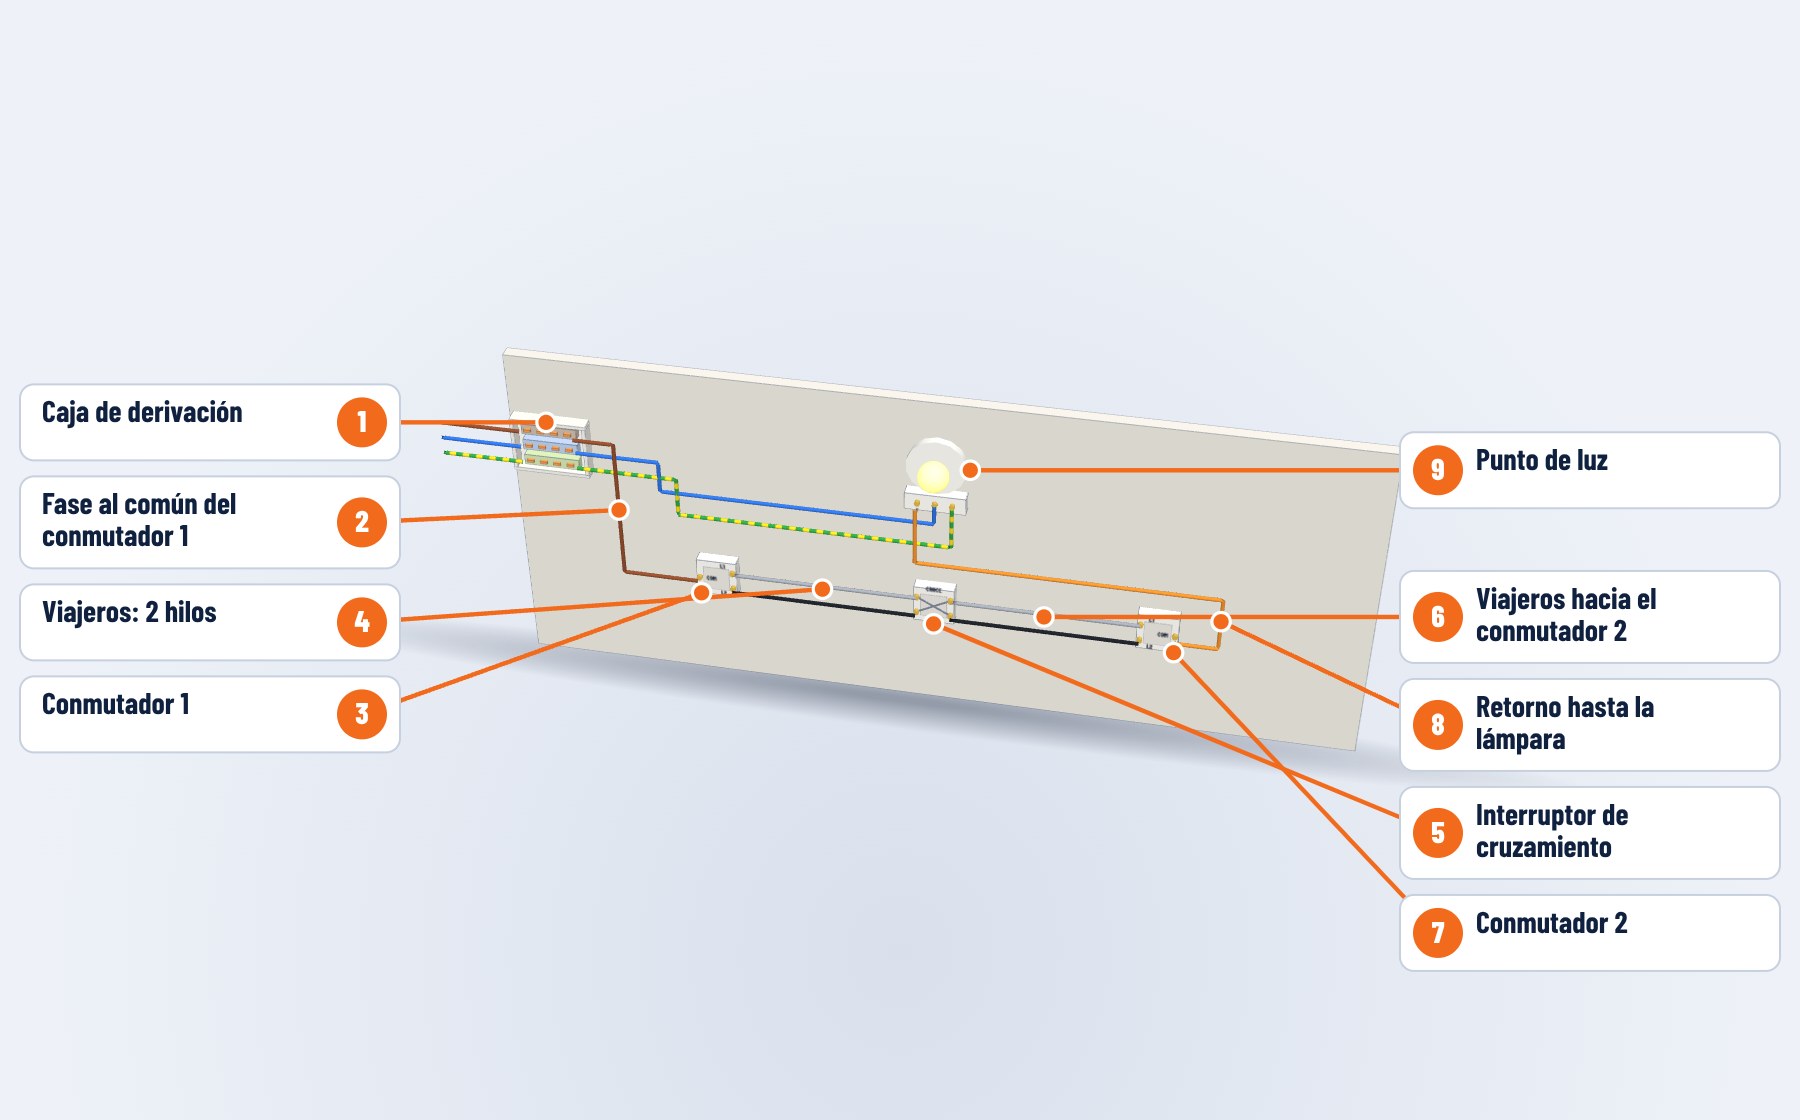 Caja de derivación
1
Fase al común del
conmutador 1
2
Viajeros: 2 hilos
4
Conmutador 1
3
9
Punto de luz
6
Viajeros hacia el
conmutador 2
8
Retorno hasta la
lámpara
5
Interruptor de
cruzamiento
7
Conmutador 2